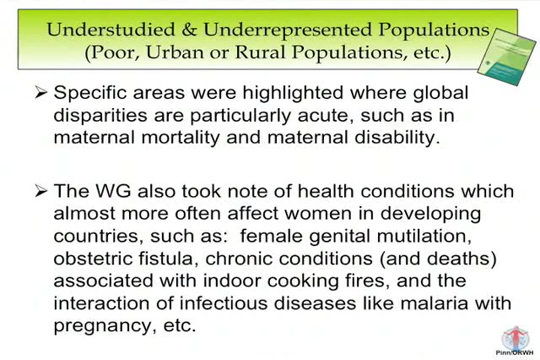 Understudied & Underrepresented Populations
(Poor, Urban or Rural Populations, etc.)
➤ Specific areas were highlighted where global
disparities are particularly acute, such as in
maternal mortality and maternal disability.
➤ The WG also took note of health conditions which
almost more often affect women in developing
countries, such as: female genital mutilation,
obstetric fistula, chronic conditions (and deaths)
associated with indoor cooking fires, and the
interaction of infectious diseases like malaria with
pregnancy, etc.
Pinn/ORWH